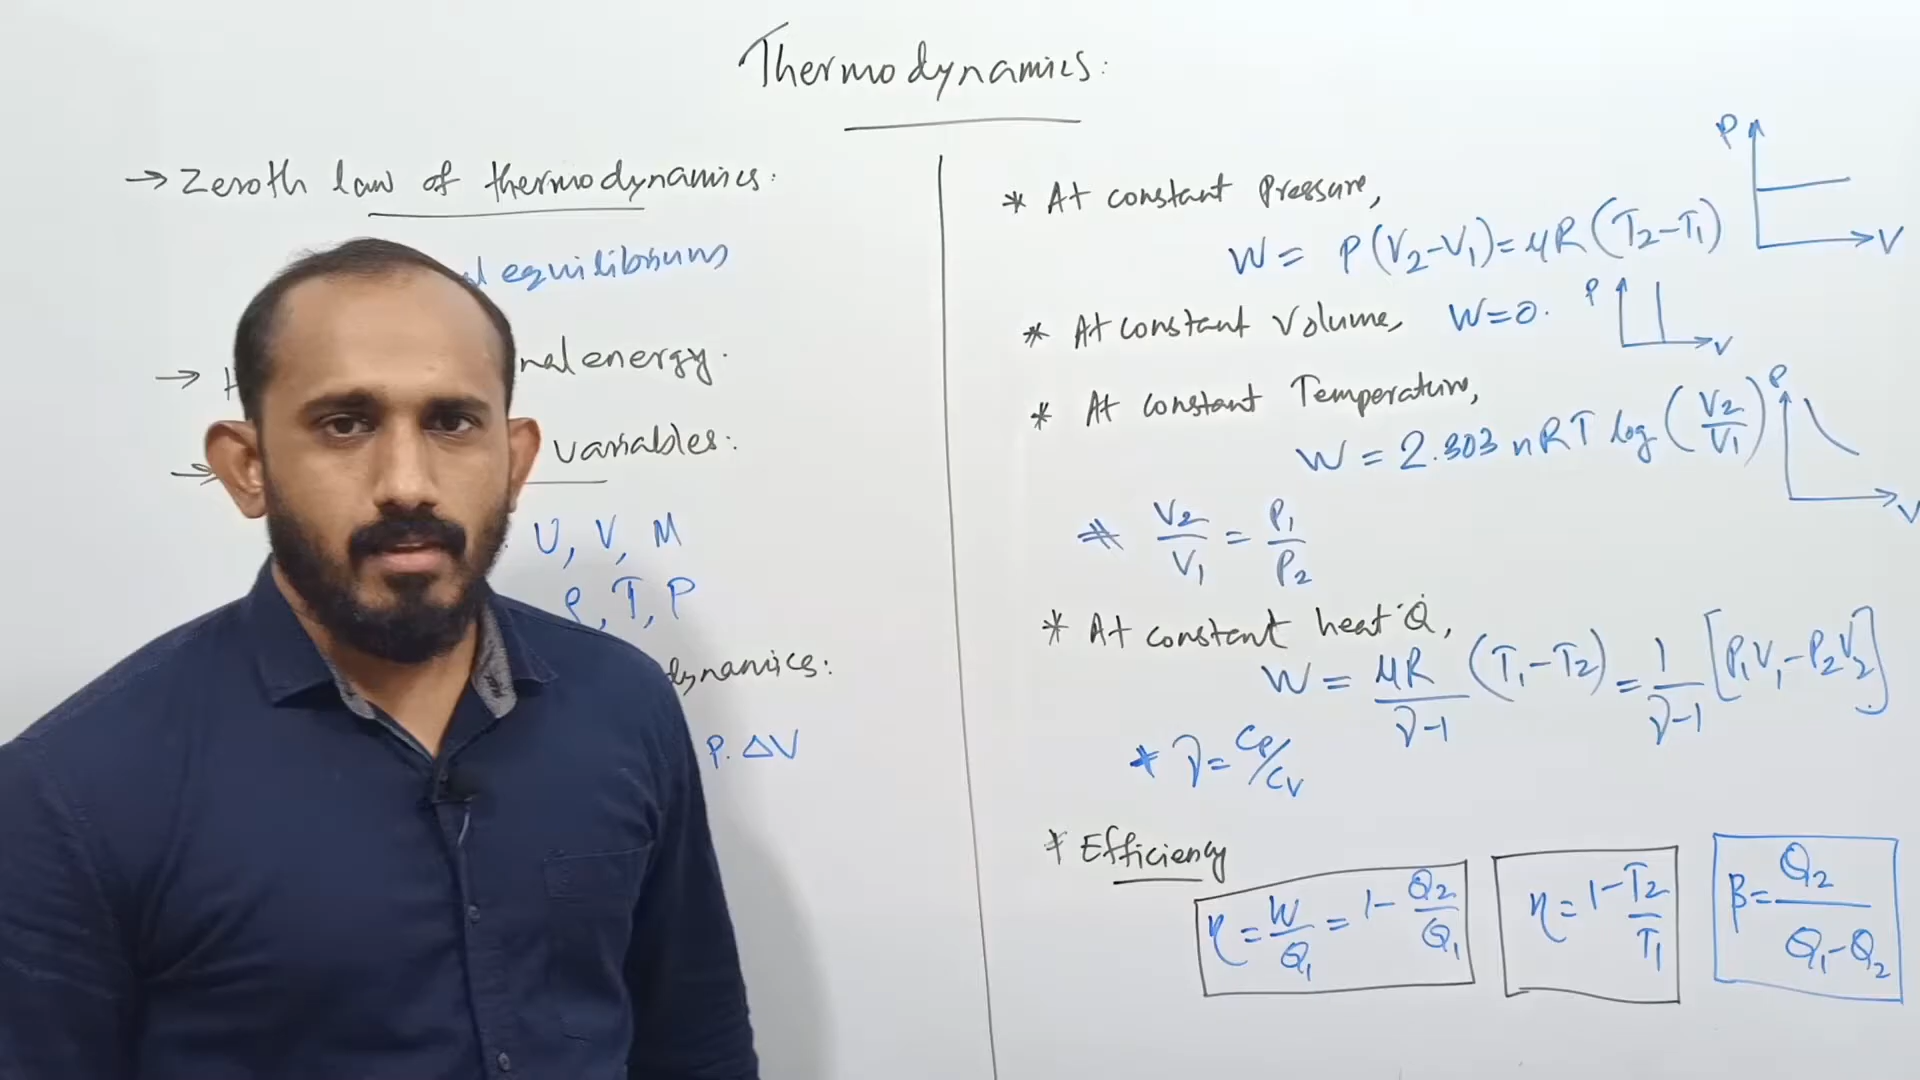 Thermodynamics:
→ Zeroth law of thermodynamics:
equilibrium
→ nal energy.
→ variables:
U, V, M
ρ, T, P
dynamics:
P. ΔV
* At constant Pressure,
W = P(V₂-V₁) = μR(T₂-T₁)
P
V
* At constant Volume, W=0.
P
V
* At constant Temperature,
W = 2.303 nRT log (V₂/V₁)
P
V
* V₂/V₁ = P₁/P₂
* At constant heat Q,
W = μR/γ-1 (T₁-T₂) = 1/γ-1 [P₁V₁-P₂V₂]
* γ = Cp/Cv
* Efficiency
η = W/Q₁ = 1 - Q₂/Q₁
η = 1 - T₂/T₁
β = Q₂/Q₁-Q₂